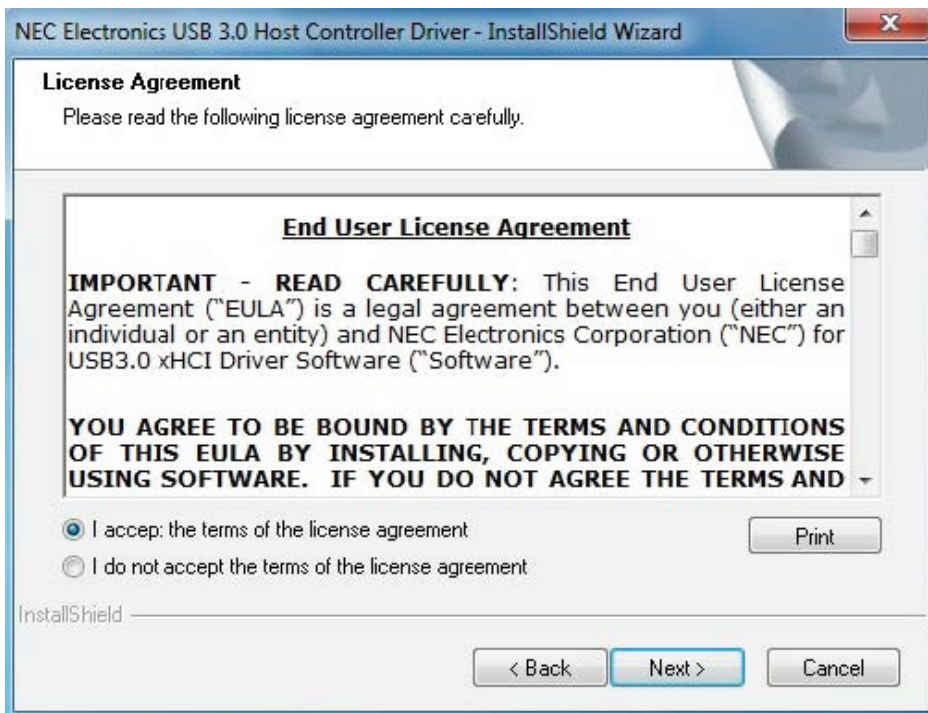 NEC Electronics USB 3.0 Host Controller Driver - InstallShield Wizard
License Agreement
Please read the following license agreement carefully.
End User License Agreement
IMPORTANT - READ CAREFULLY: This End User License
Agreement (“EULA”) is a legal agreement between you (either an
individual or an entity) and NEC Electronics Corporation (“NEC”) for
USB3.0 xHCI Driver Software (“Software”).
YOU AGREE TO BE BOUND BY THE TERMS AND CONDITIONS
OF THIS EULA BY INSTALLING, COPYING OR OTHERWISE
USING SOFTWARE. IF YOU DO NOT AGREE THE TERMS AND
I accep: the terms of the license agreement
Print
I do not accept the terms of the license agreement
InstallShield
< Back
Next >
Cancel